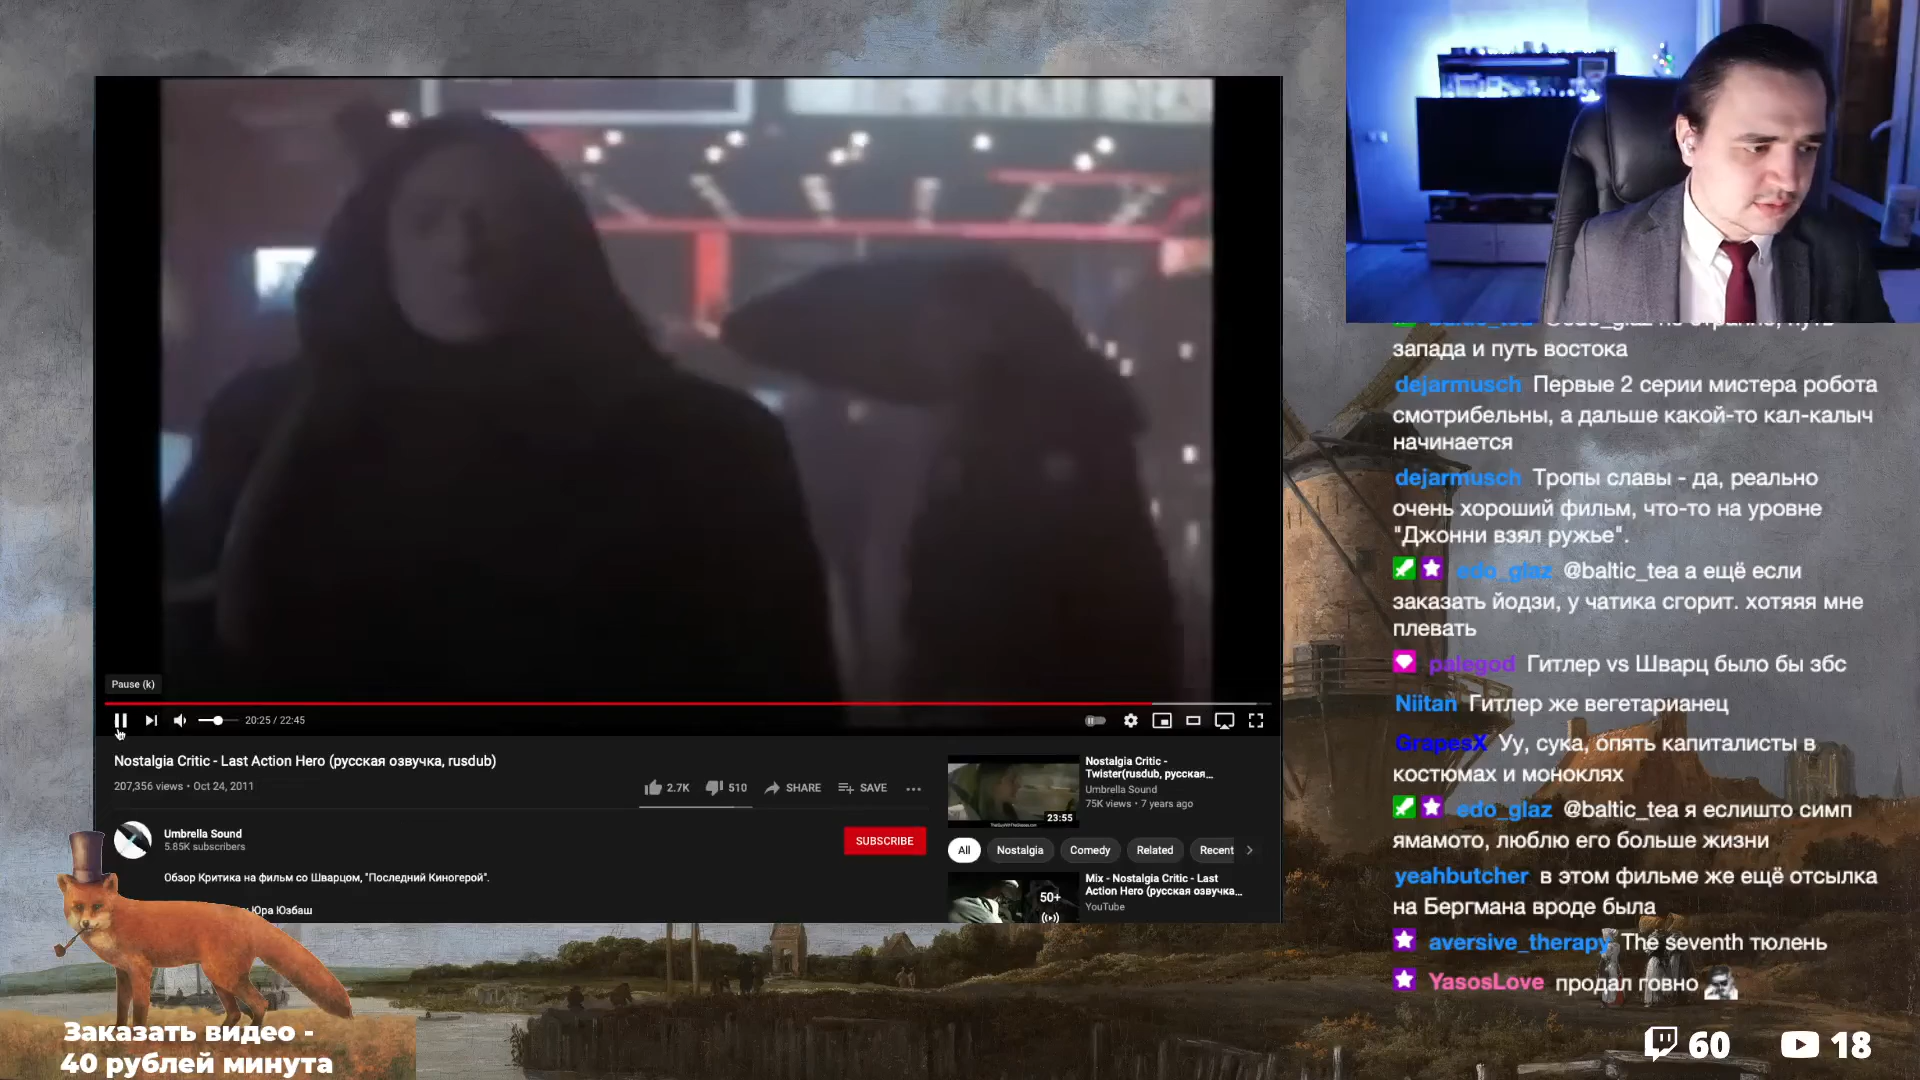 Pause (k)
20:25 / 22:45
Nostalgia Critic - Last Action Hero (русская озвучка, rusdub)
207,356 views • Oct 24, 2011
2.7K
510
SHARE
SAVE
Umbrella Sound
5.85K subscribers
SUBSCRIBE
Обзор Критика на фильм со Шварцом, "Последний Киногерой".
Юра Юзбаш
Nostalgia Critic -
Twister(rusdub, русская...
Umbrella Sound
75K views • 7 years ago
23:55
All
Nostalgia
Comedy
Related
Recent
Mix - Nostalgia Critic - Last
Action Hero (русская озвучка...
YouTube
50+
Заказать видео -
40 рублей минута
запада и путь востока
dejarmusch Первые 2 серии мистера робота
смотрибельны, а дальше какой-то кал-калыч
начинается
dejarmusch Тропы славы - да, реально
очень хороший фильм, что-то на уровне
"Джонни взял ружье".
edo_glaz @baltic_tea а ещё если
заказать йодзи, у чатика сгорит. хотяяя мне
плевать
palegod Гитлер vs Шварц было бы збс
Niitan Гитлер же вегетарианец
GrapesX Уу, сука, опять капиталисты в
костюмах и моноклях
edo_glaz @baltic_tea я еслишто симп
ямамото, люблю его больше жизни
yeahbutcher в этом фильме же ещё отсылка
на Бергмана вроде была
aversive_therapy The seventh тюлень
YasosLove продал говно
60
18